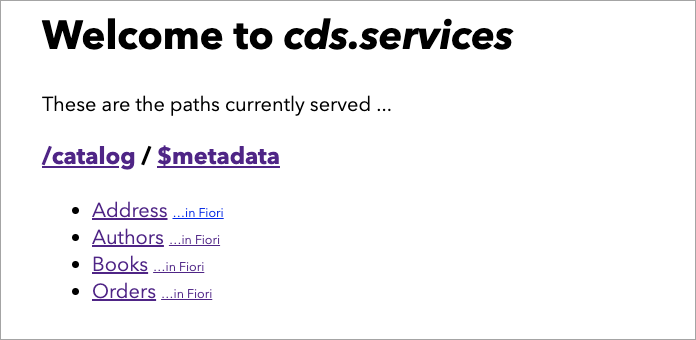 Welcome to cds.services
These are the paths currently served ...
/catalog / $metadata
Address ...in Fiori
Authors ...in Fiori
Books ...in Fiori
Orders ...in Fiori